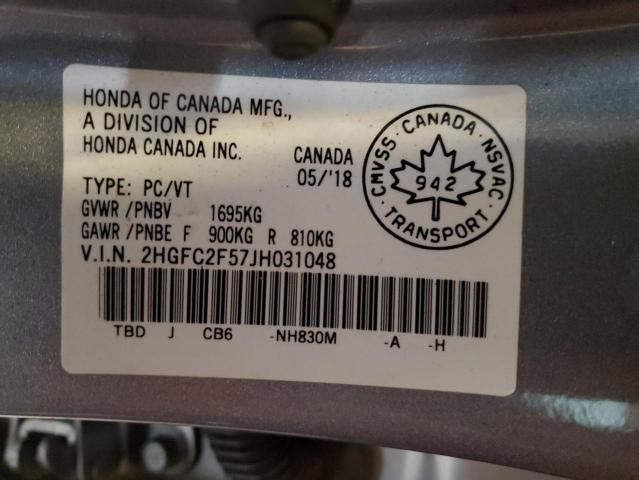 HONDA OF CANADA MFG.,
A DIVISION OF
HONDA CANADA INC.
CANADA
05/'18
TYPE: PC/VT
GVWR /PNBV 1695KG
GAWR /PNBE F 900KG R 810KG
V.I.N. 2HGFC2F57JH031048
TBD J CB6 -NH830M -A -H
CMVSS · CANADA · NSVAC
942
TRANSPORT